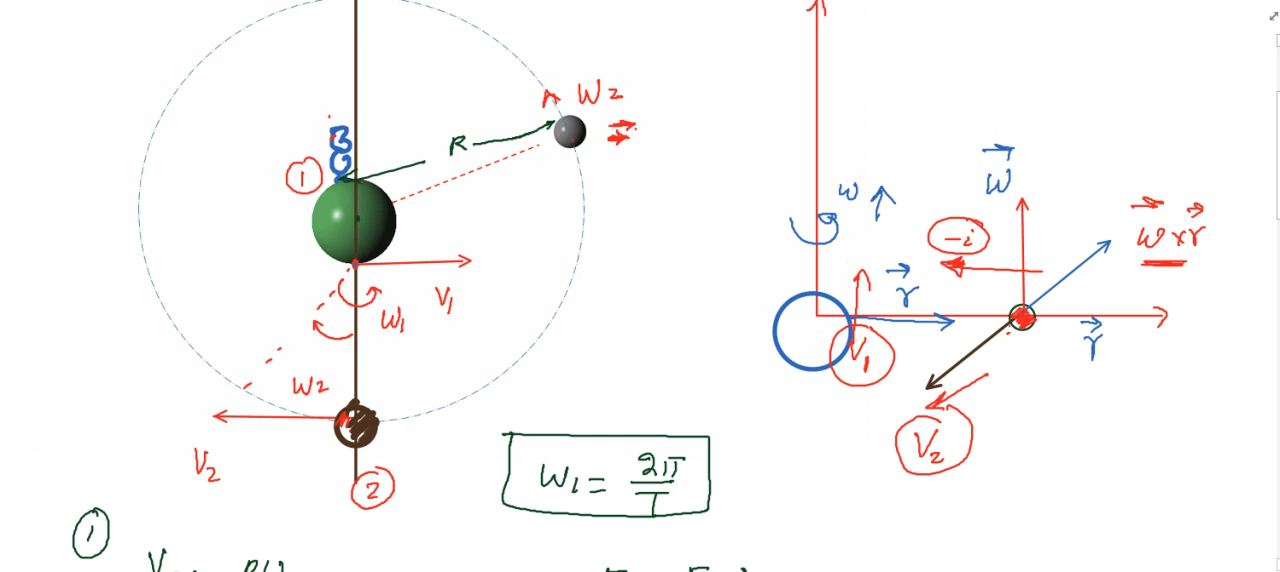 W2
R
①
W1
V1
W2
V2
②
W1 = 2π/T
①
ω
r
V1
W
-i
W x r
r
V2